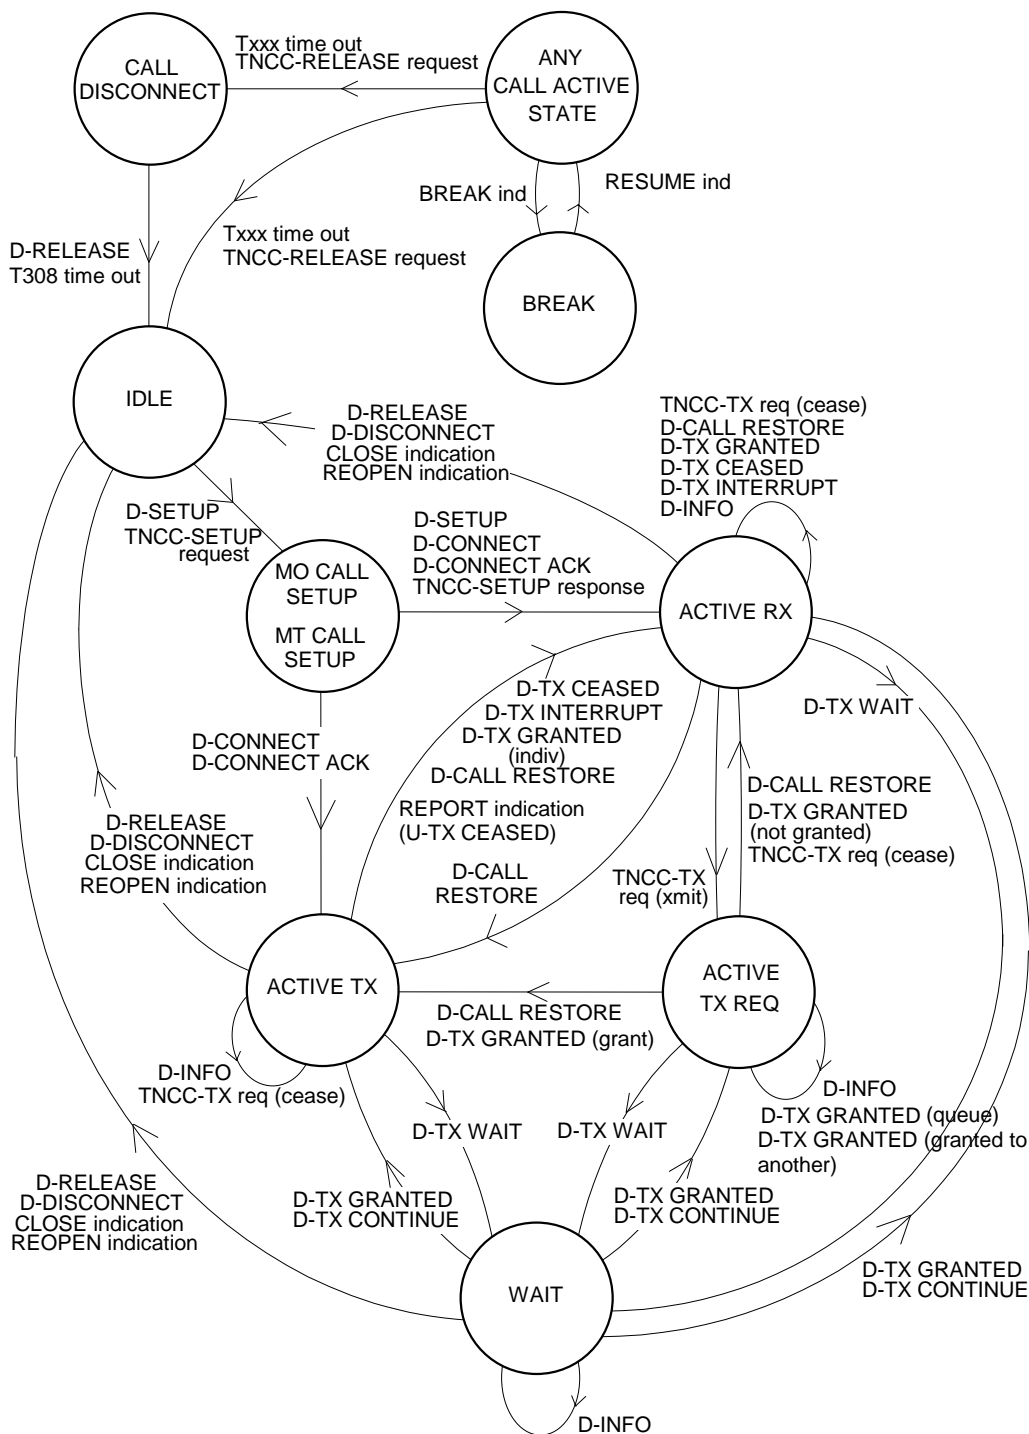 Txxx time out
TNCC-RELEASE request
CALL
DISCONNECT
ANY
CALL ACTIVE
STATE
BREAK ind
RESUME ind
D-RELEASE
T308 time out
Txxx time out
TNCC-RELEASE request
BREAK
IDLE
D-RELEASE
D-DISCONNECT
CLOSE indication
REOPEN indication
TNCC-TX req (cease)
D-CALL RESTORE
D-TX GRANTED
D-TX CEASED
D-TX INTERRUPT
D-INFO
D-SETUP
TNCC-SETUP
request
D-SETUP
D-CONNECT
D-CONNECT ACK
TNCC-SETUP response
MO CALL
SETUP
MT CALL
SETUP
ACTIVE RX
D-TX CEASED
D-TX INTERRUPT
D-TX GRANTED
(indiv)
D-CALL RESTORE
D-TX WAIT
D-CONNECT
D-CONNECT ACK
REPORT indication
(U-TX CEASED)
D-CALL RESTORE
D-TX GRANTED
(not granted)
TNCC-TX req (cease)
D-RELEASE
D-DISCONNECT
CLOSE indication
REOPEN indication
D-CALL
RESTORE
TNCC-TX
req (xmit)
ACTIVE TX
ACTIVE
TX REQ
D-CALL RESTORE
D-TX GRANTED (grant)
D-INFO
TNCC-TX req (cease)
D-INFO
D-TX GRANTED (queue)
D-TX GRANTED (granted to
another)
D-TX WAIT
D-TX WAIT
D-RELEASE
D-DISCONNECT
CLOSE indication
REOPEN indication
D-TX GRANTED
D-TX CONTINUE
D-TX GRANTED
D-TX CONTINUE
D-TX GRANTED
D-TX CONTINUE
WAIT
D-INFO